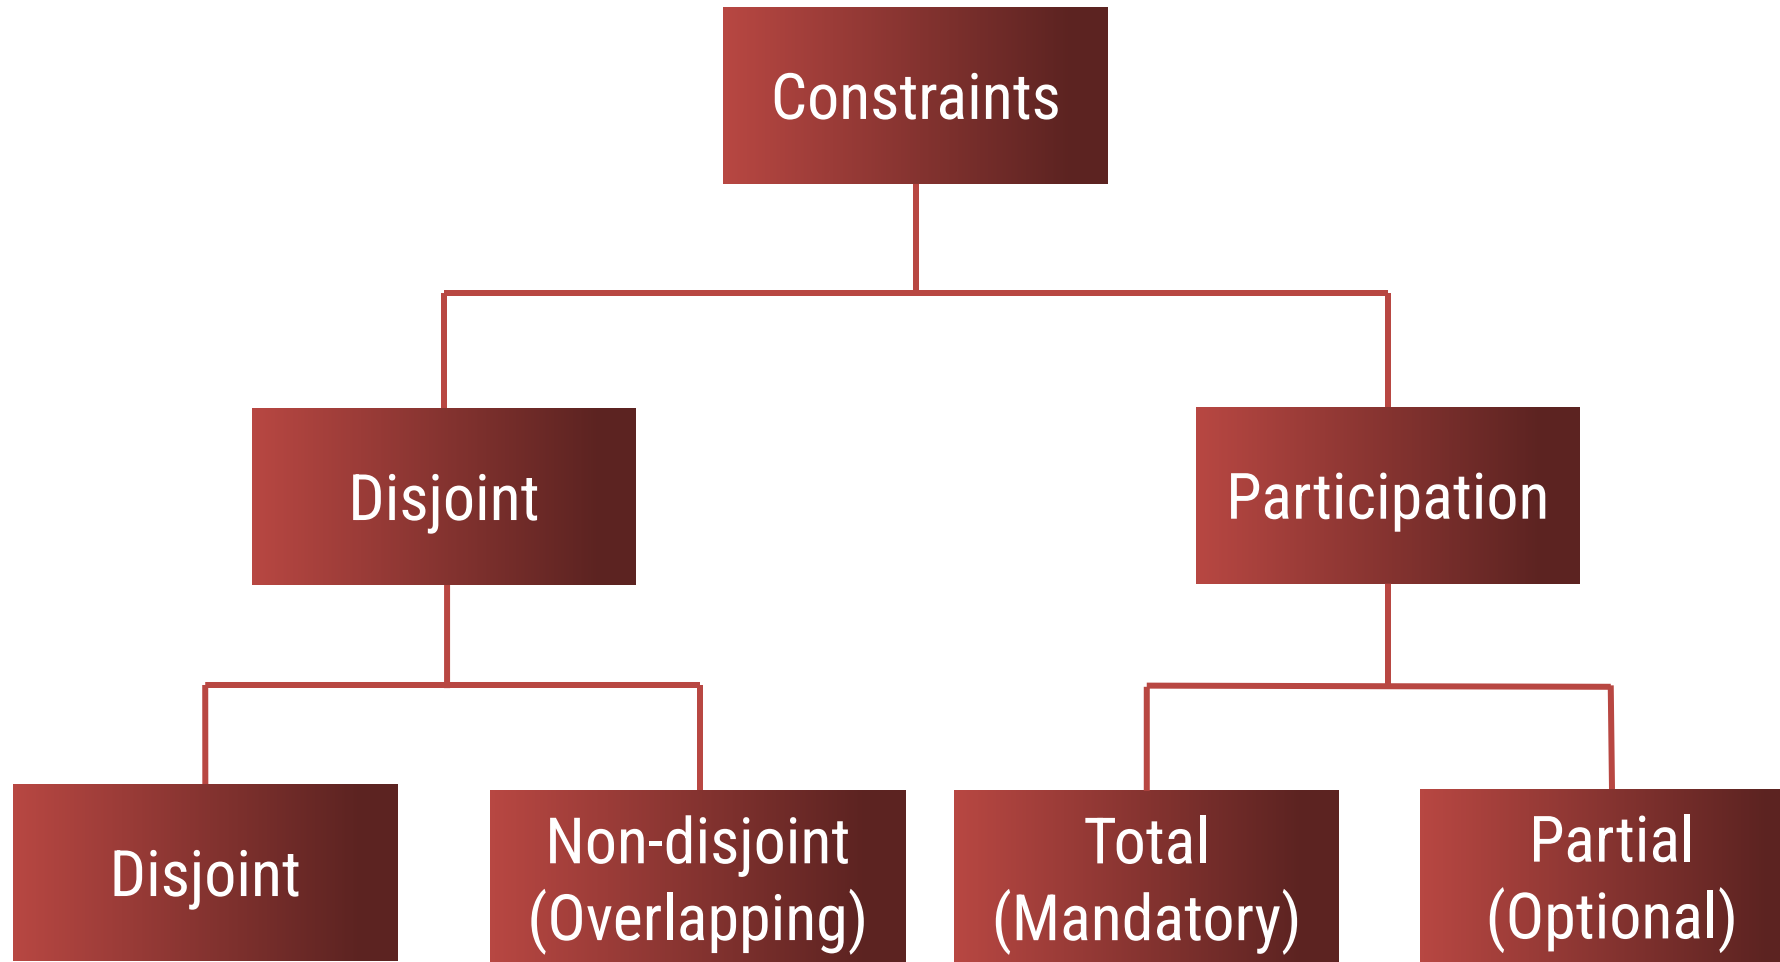 Constraints
Disjoint
Participation
Disjoint
Non-disjoint
(Overlapping)
Total
(Mandatory)
Partial
(Optional)